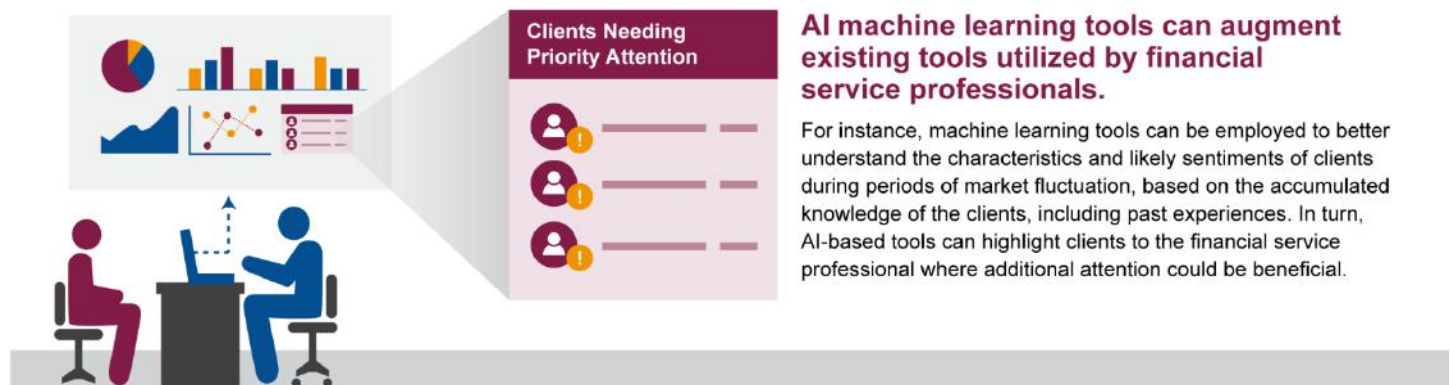 Clients Needing
Priority Attention
!
!
!
AI machine learning tools can augment
existing tools utilized by financial
service professionals.
For instance, machine learning tools can be employed to better
understand the characteristics and likely sentiments of clients
during periods of market fluctuation, based on the accumulated
knowledge of the clients, including past experiences. In turn,
AI-based tools can highlight clients to the financial service
professional where additional attention could be beneficial.